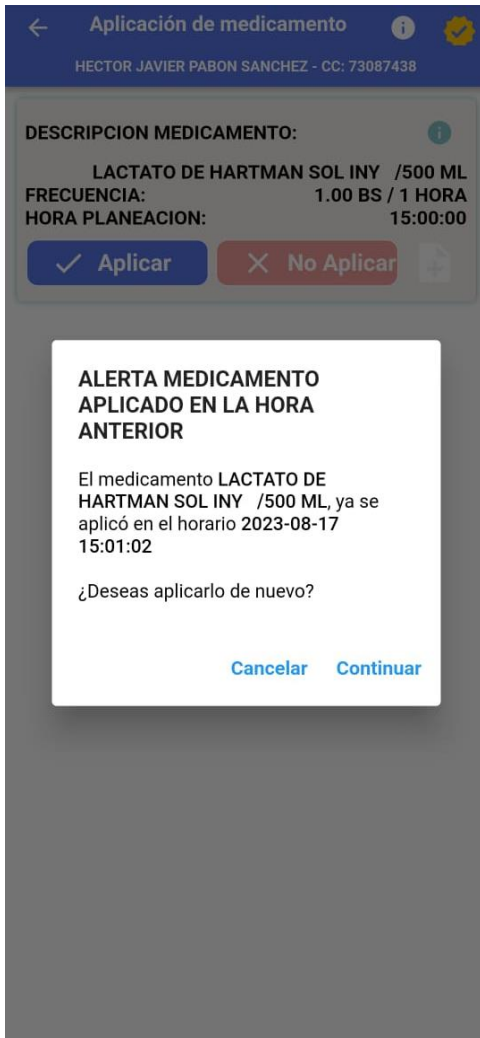 Aplicación de medicamento
HECTOR JAVIER PABON SANCHEZ - CC: 73087438
DESCRIPCION MEDICAMENTO:
LACTATO DE HARTMAN SOL INY /500 ML
FRECUENCIA: 1.00 BS / 1 HORA
HORA PLANEACION: 15:00:00
Aplicar No Aplicar
ALERTA MEDICAMENTO
APLICADO EN LA HORA
ANTERIOR
El medicamento LACTATO DE
HARTMAN SOL INY /500 ML, ya se
aplicó en el horario 2023-08-17
15:01:02
¿Deseas aplicarlo de nuevo?
Cancelar Continuar